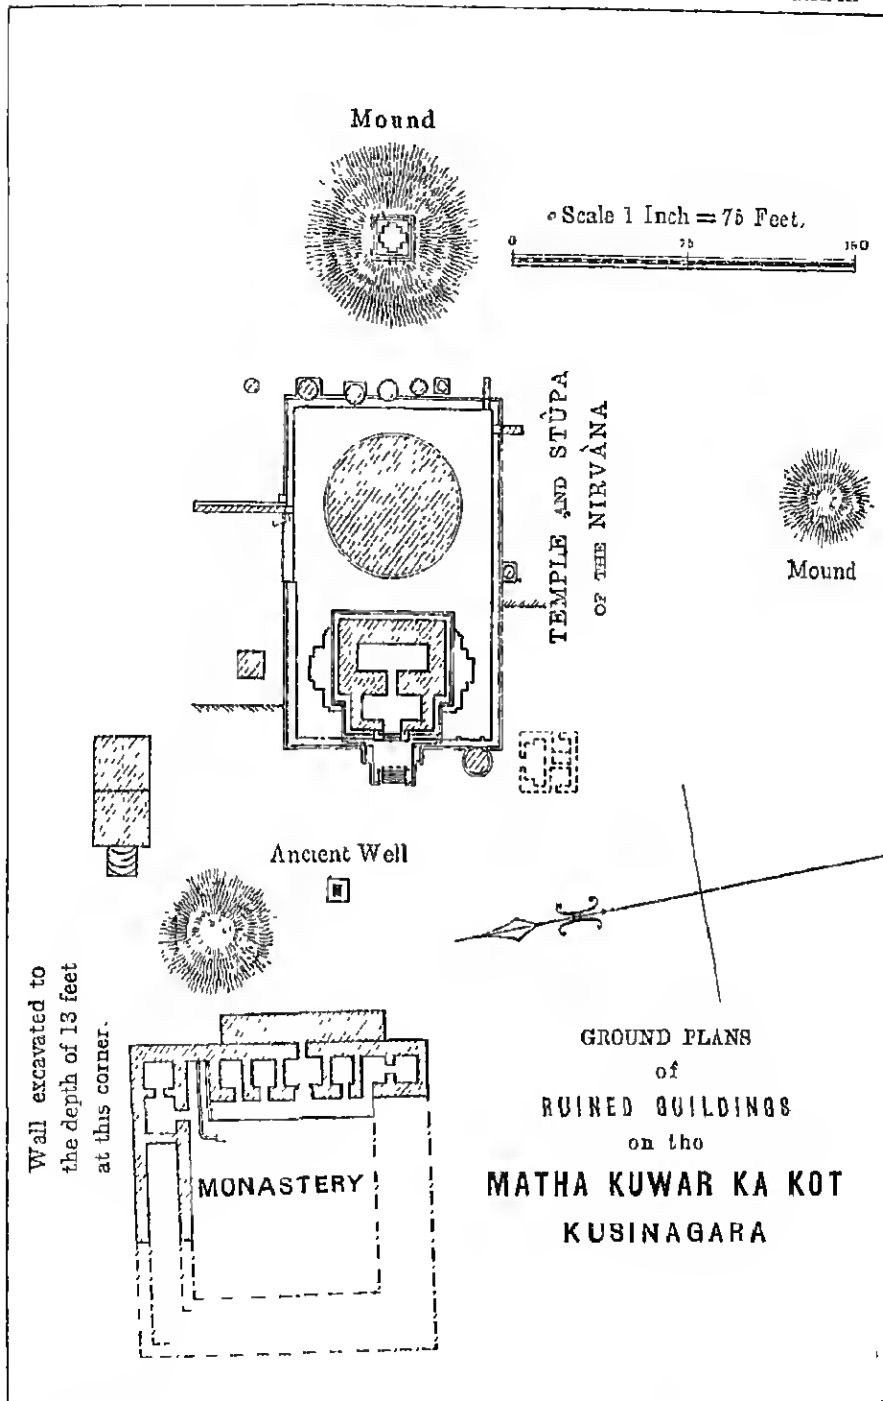 Mound
Scale 1 Inch = 75 Feet.
0 75 150
TEMPLE AND STÛPA
OF THE NIRVÀNA
Mound
Ancient Well
Wall excavated to
the depth of 13 feet
at this corner.
MONASTERY
GROUND PLANS
of
RUINED BUILDINGS
on the
MATHA KUWAR KA KOT
KUSINAGARA